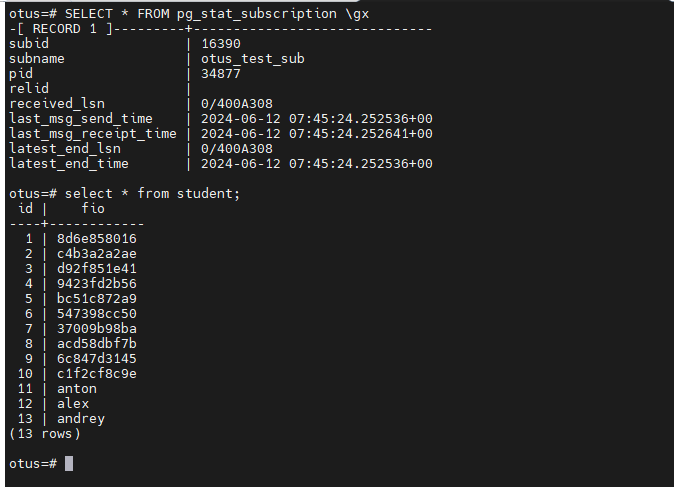 otus=# SELECT * FROM pg_stat_subscription \gx
-[ RECORD 1 ]---------+------------------------------
subid                 | 16390
subname               | otus_test_sub
pid                   | 34877
relid                 |
received_lsn          | 0/400A308
last_msg_send_time    | 2024-06-12 07:45:24.252536+00
last_msg_receipt_time | 2024-06-12 07:45:24.252641+00
latest_end_lsn        | 0/400A308
latest_end_time       | 2024-06-12 07:45:24.252536+00
otus=# select * from student;
 id |    fio
----+------------
  1 | 8d6e858016
  2 | c4b3a2a2ae
  3 | d92f851e41
  4 | 9423fd2b56
  5 | bc51c872a9
  6 | 547398cc50
  7 | 37009b98ba
  8 | acd58dbf7b
  9 | 6c847d3145
 10 | c1f2cf8c9e
 11 | anton
 12 | alex
 13 | andrey
(13 rows)
otus=#